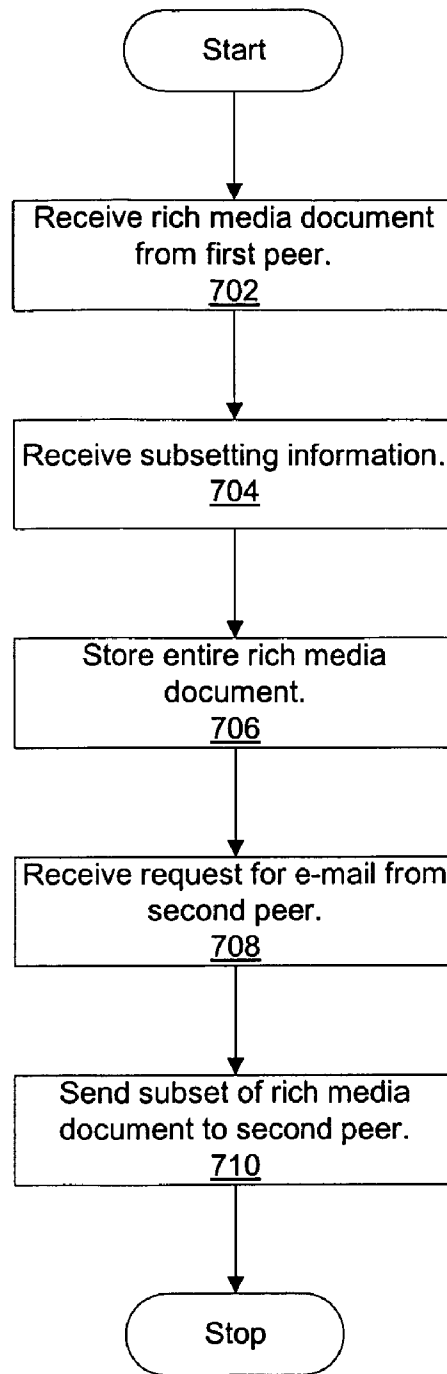 Start
Receive rich media document
from first peer.
702
Receive subsetting information.
704
Store entire rich media
document.
706
Receive request for e-mail from
second peer.
708
Send subset of rich media
document to second peer.
710
Stop